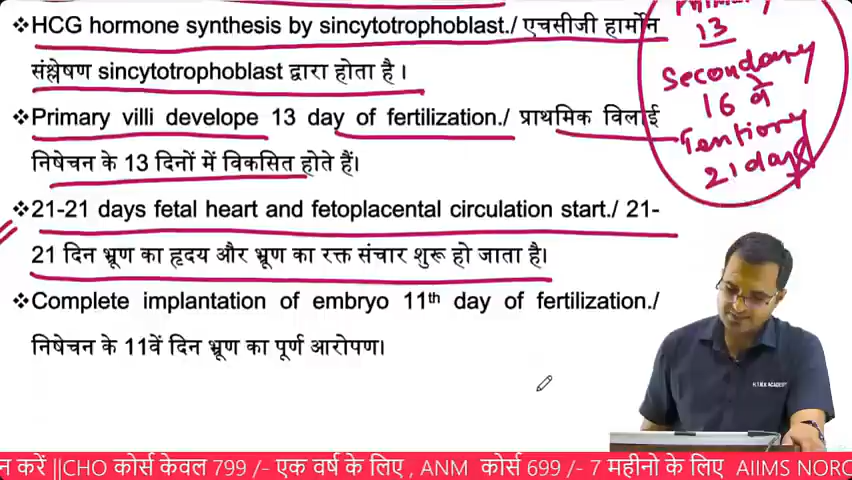 ❖HCG hormone synthesis by sincytotrophoblast./ एचसीजी हार्मोन
संश्लेषण sincytotrophoblast द्वारा होता है ।
❖Primary villi develope 13 day of fertilization./ प्राथमिक विलाई
निषेचन के 13 दिनों में विकसित होते हैं।
❖21-21 days fetal heart and fetoplacental circulation start./ 21-
21 दिन भ्रूण का हृदय और भ्रूण का रक्त संचार शुरू हो जाता है।
❖Complete implantation of embryo 11th day of fertilization./
निषेचन के 11वें दिन भ्रूण का पूर्ण आरोपण।
13
Secondary
16 वे
Tentiory
21 days
न करें ||CHO कोर्स केवल 799 /- एक वर्ष के लिए , ANM कोर्स 699 /- 7 महीनो के लिए AIIMS NORC